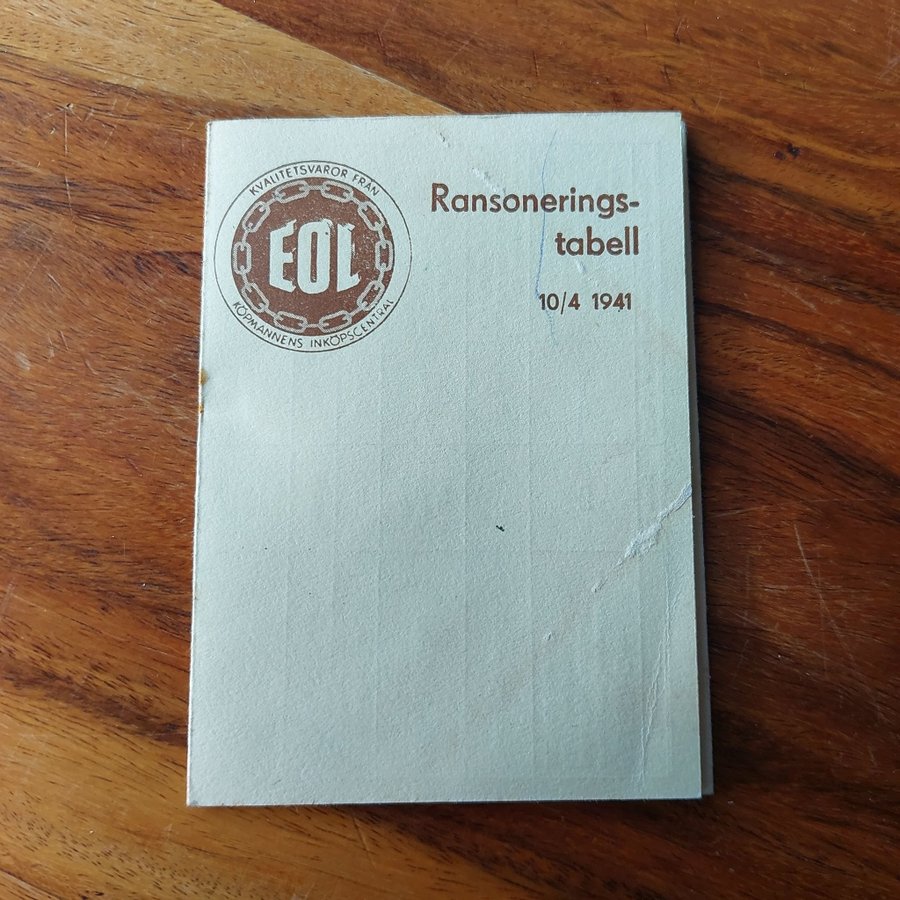 KVALITETSVAROR FRÅN
EOL
KÖPMANNENS INKÖPSCENTRAL
Ransonerings-
tabell
10/4 1941